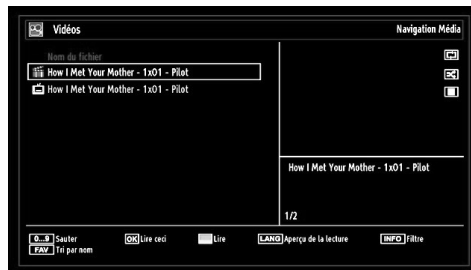 Vidéos
Navigation Média
Nom du fichier
How I Met Your Mother - 1x01 - Pilot
How I Met Your Mother - 1x01 - Pilot
How I Met Your Mother - 1x01 - Pilot
1/2
0...9 Sauter
OK Lire ceci
Lire
LANG Aperçu de la lecture
INFO Filtre
FAV Tri par nom